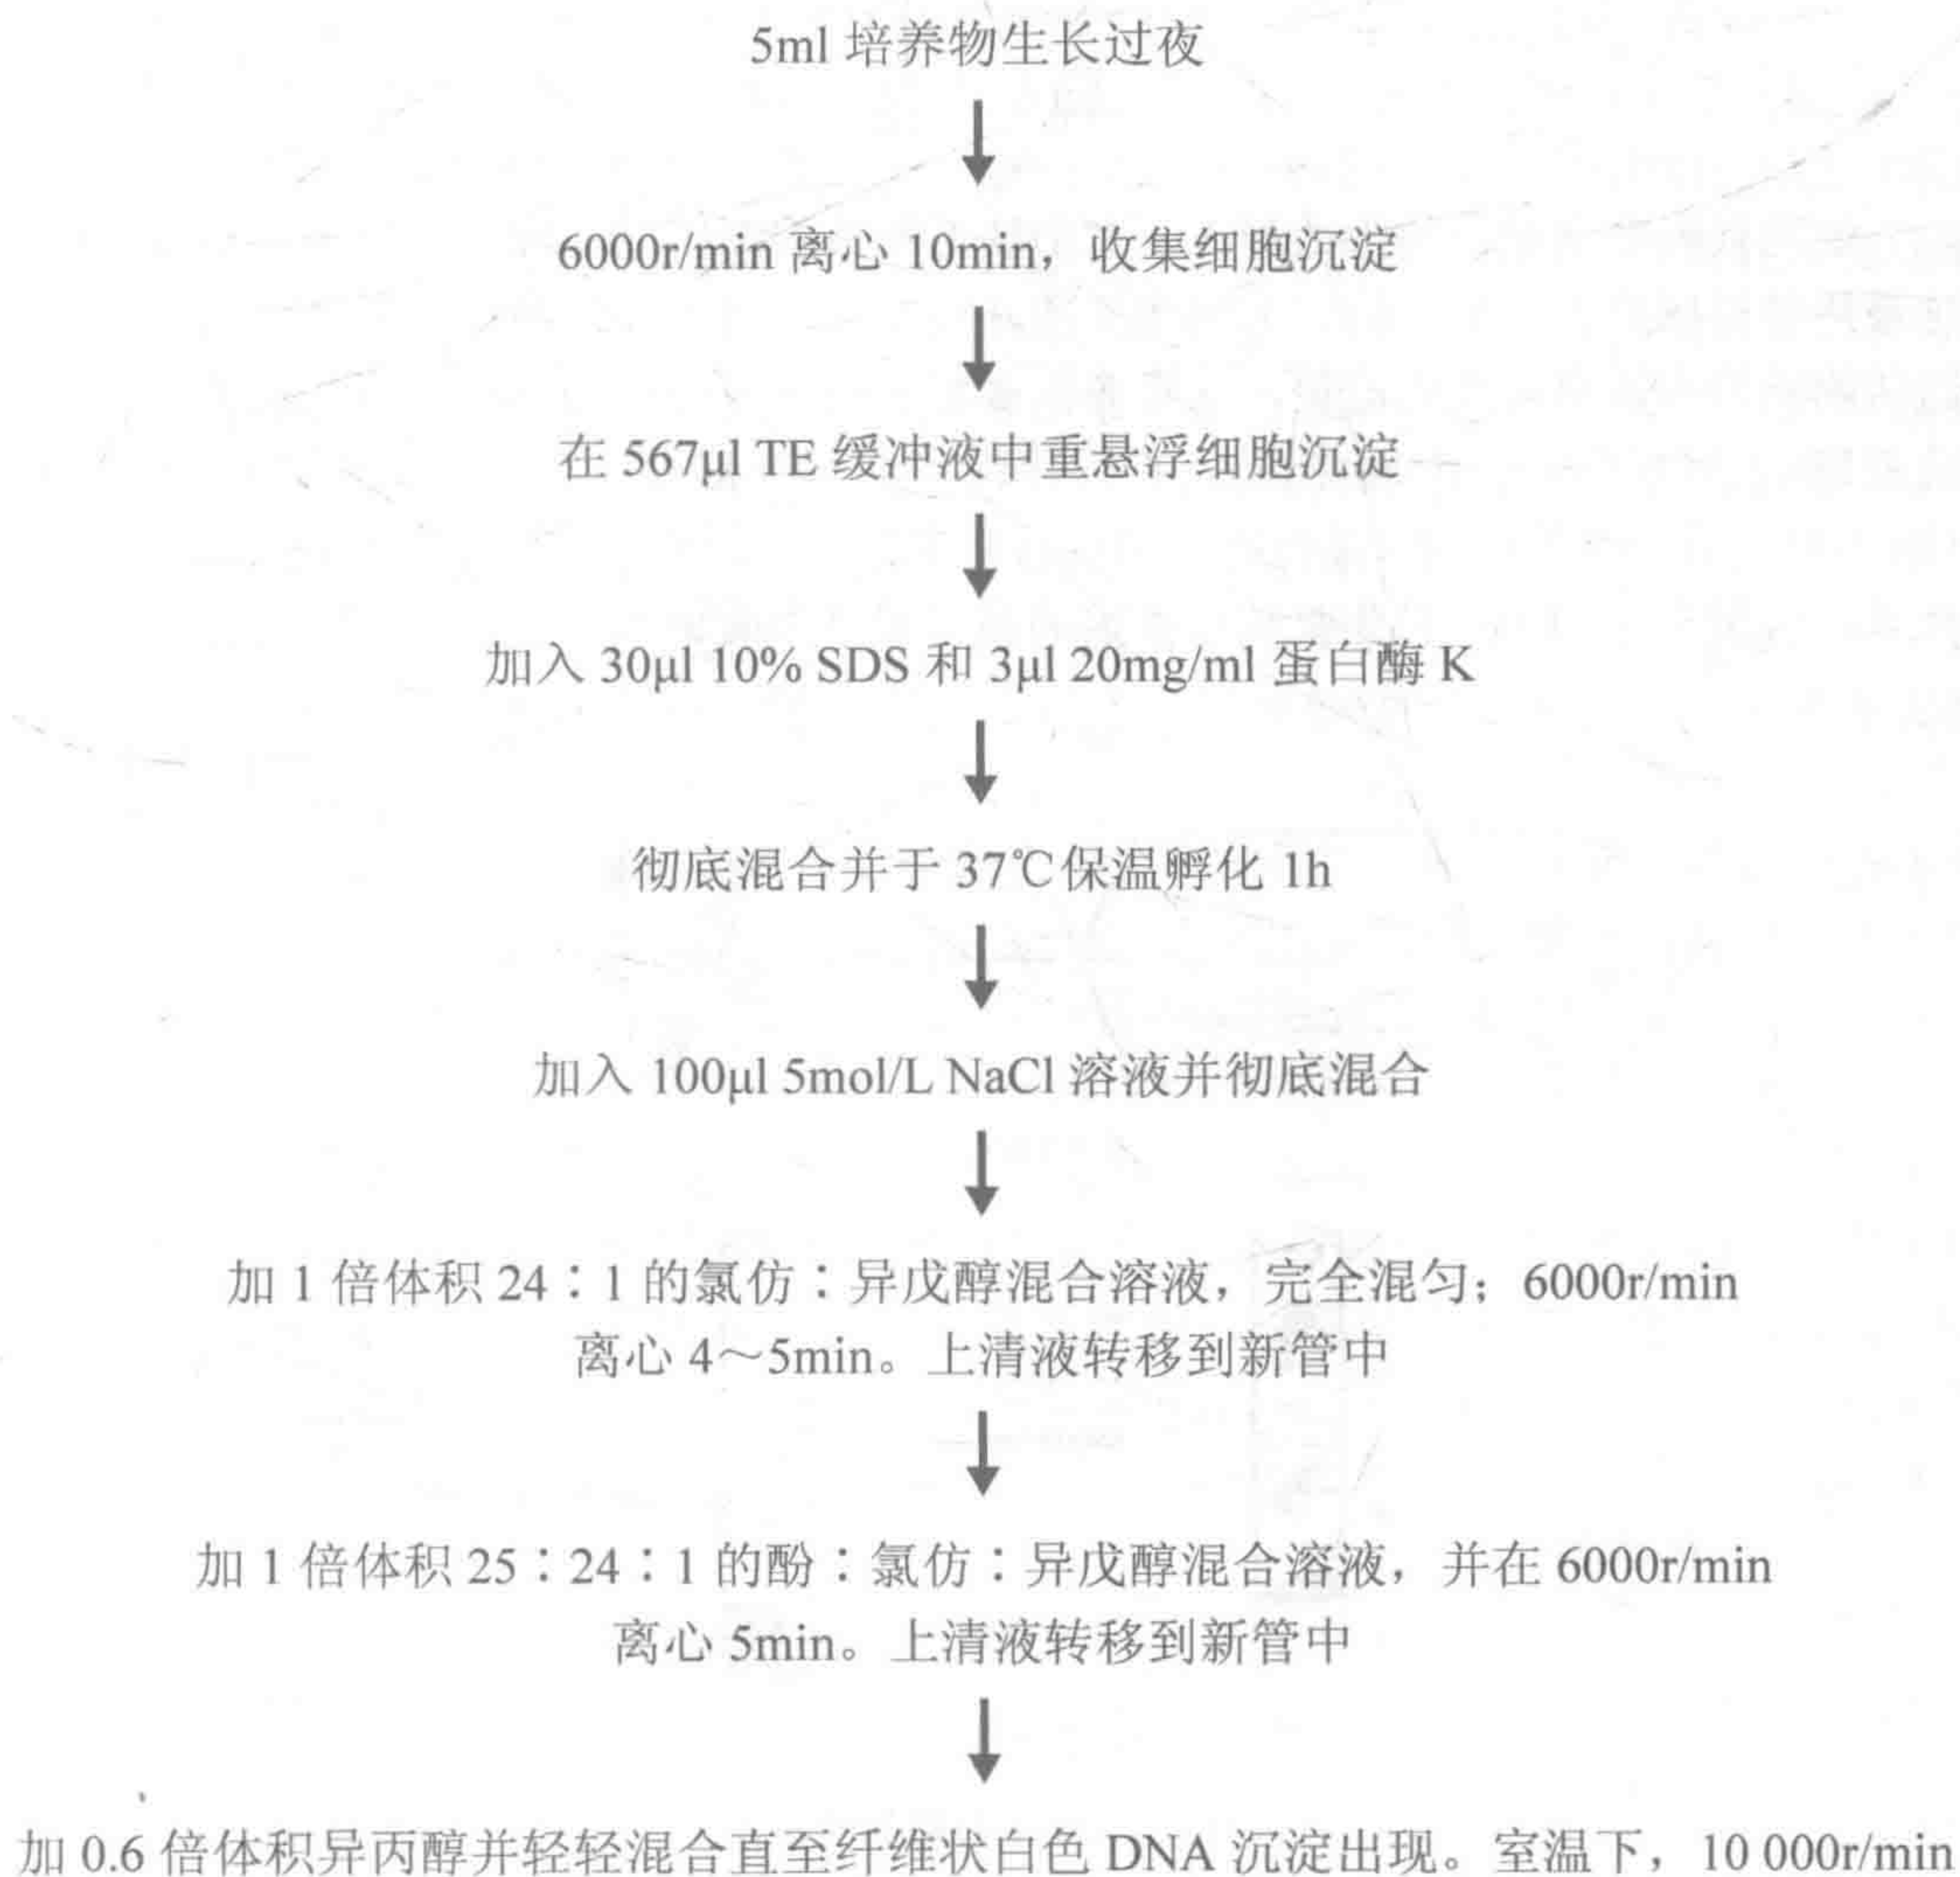 5ml 培养物生长过夜
6000r/min 离心 10min，收集细胞沉淀
在 567μl TE 缓冲液中重悬浮细胞沉淀
加入 30μl 10% SDS 和 3μl 20mg/ml 蛋白酶 K
彻底混合并于 37℃保温孵化 1h
加入 100μl 5mol/L NaCl 溶液并彻底混合
加 1 倍体积 24∶1 的氯仿∶异戊醇混合溶液，完全混匀；6000r/min
离心 4～5min。上清液转移到新管中
加 1 倍体积 25∶24∶1 的酚∶氯仿∶异戊醇混合溶液，并在 6000r/min
离心 5min。上清液转移到新管中
加 0.6 倍体积异丙醇并轻轻混合直至纤维状白色 DNA 沉淀出现。室温下，10 000r/min